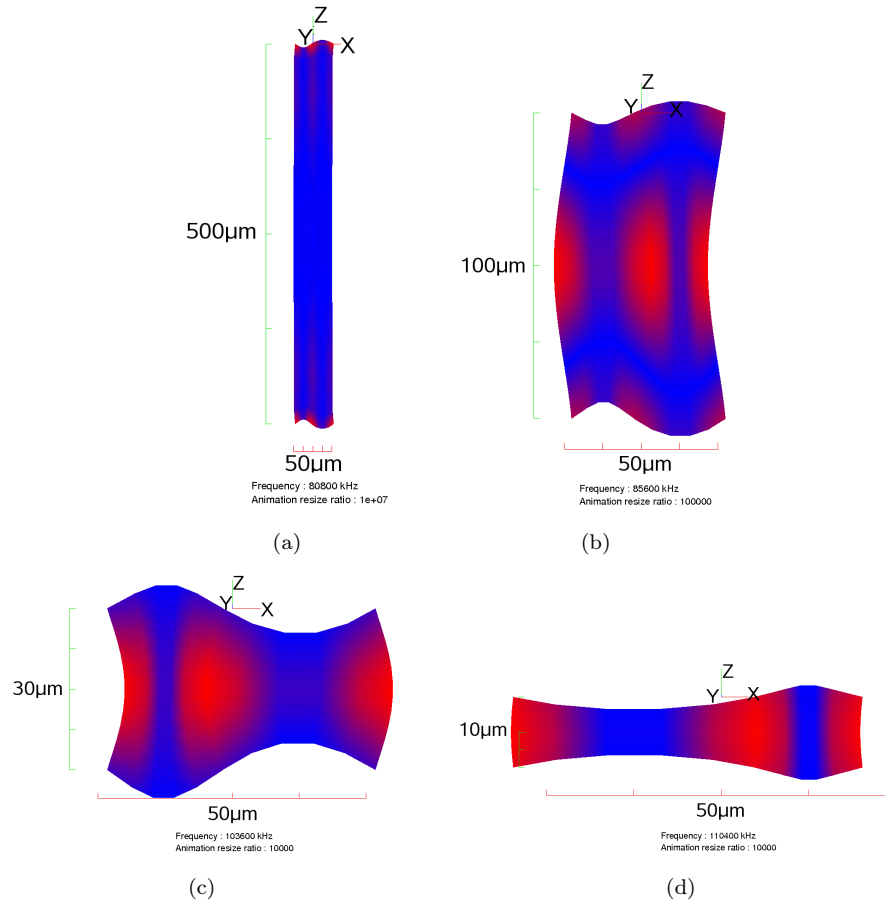 Z
Y
X
500µm
50µm
Frequency : 80800 kHz
Animation resize ratio : 1e+07
(a)
Z
Y
X
100µm
50µm
Frequency : 85600 kHz
Animation resize ratio : 100000
(b)
Z
Y
X
30µm
50µm
Frequency : 103600 kHz
Animation resize ratio : 10000
(c)
Z
Y
X
10µm
50µm
Frequency : 110400 kHz
Animation resize ratio : 10000
(d)